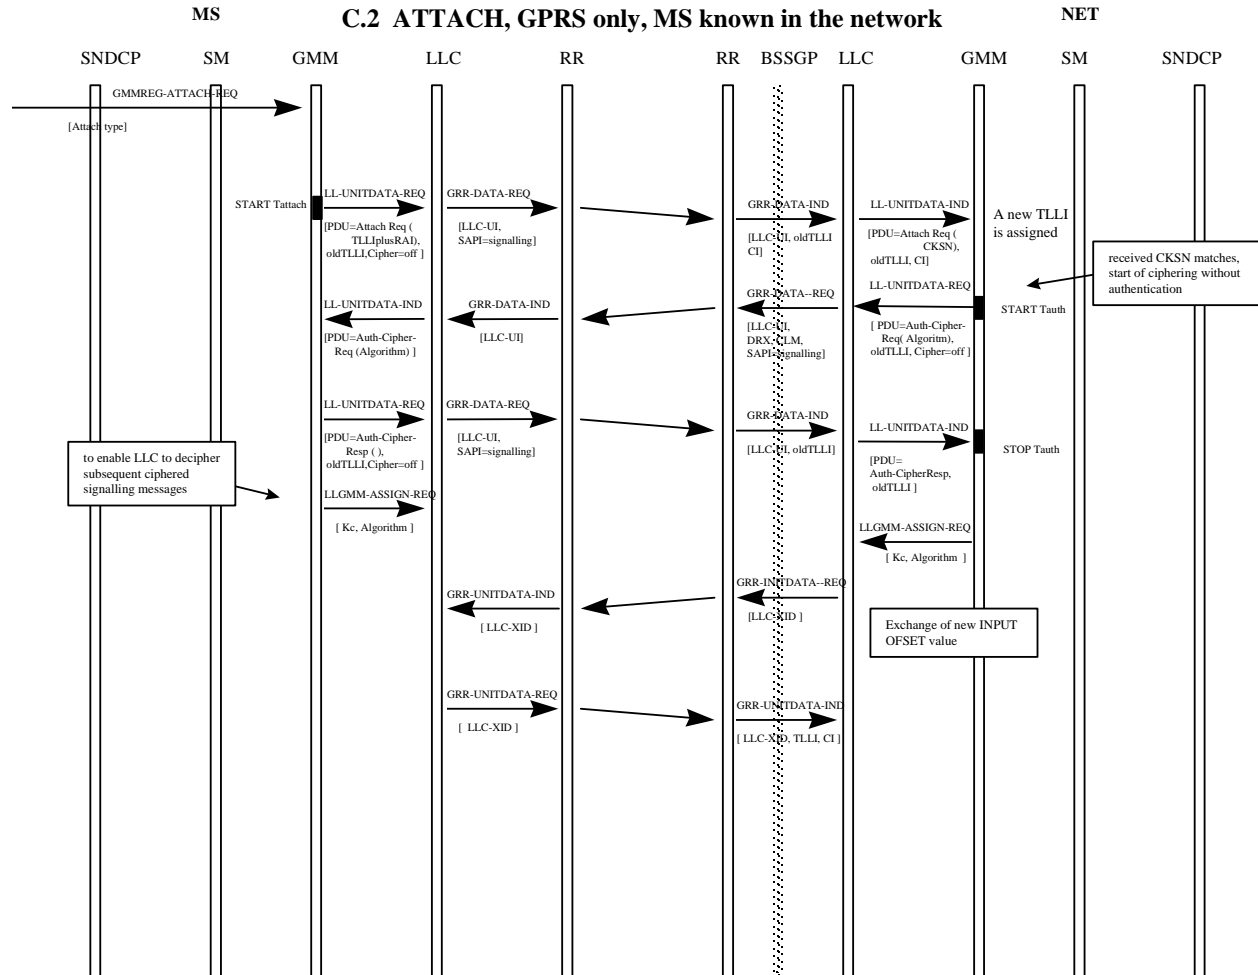 MS
C.2 ATTACH, GPRS only, MS known in the network
NET
SNDCP SM GMM LLC RR RR BSSGP LLC GMM SM SNDCP
GMMREG-ATTACH-REQ
[Attach type]
START Tattach
LL-UNITDATA-REQ
[PDU=Attach Req (
TLLIplusRAI),
oldTLLI,Cipher=off ]
GRR-DATA-REQ
[LLC-UI,
SAPI=signalling]
GRR-DATA-IND
[LLC-UI, oldTLLI
CI]
LL-UNITDATA-IND
[PDU=Attach Req (
CKSN),
oldTLLI, CI]
A new TLLI
is assigned
received CKSN matches,
start of ciphering without
authentication
LL-UNITDATA-IND
[PDU=Auth-Cipher-
Req (Algorithm) ]
GRR-DATA-IND
[LLC-UI]
GRR-DATA--REQ
[LLC-UI,
DRX, CLM,
SAPI=signalling]
LL-UNITDATA-REQ
[ PDU=Auth-Cipher-
Req( Algoritm),
oldTLLI, Cipher=off ]
START Tauth
LL-UNITDATA-REQ
[PDU=Auth-Cipher-
Resp ( ),
oldTLLI,Cipher=off ]
GRR-DATA-REQ
[LLC-UI,
SAPI=signalling]
GRR-DATA-IND
[LLC-UI, oldTLLI]
LL-UNITDATA-IND
[PDU=
Auth-CipherResp,
oldTLLI ]
STOP Tauth
to enable LLC to decipher
subsequent ciphered
signalling messages
LLGMM-ASSIGN-REQ
[ Kc, Algorithm ]
LLGMM-ASSIGN-REQ
[ Kc, Algorithm ]
GRR-UNITDATA-IND
[ LLC-XID ]
GRR-INITDATA--REQ
[LLC-XID ]
Exchange of new INPUT
OFSET value
GRR-UNITDATA-REQ
[ LLC-XID ]
GRR-UNITDATA-IND
[ LLC-XID, TLLI, CI ]